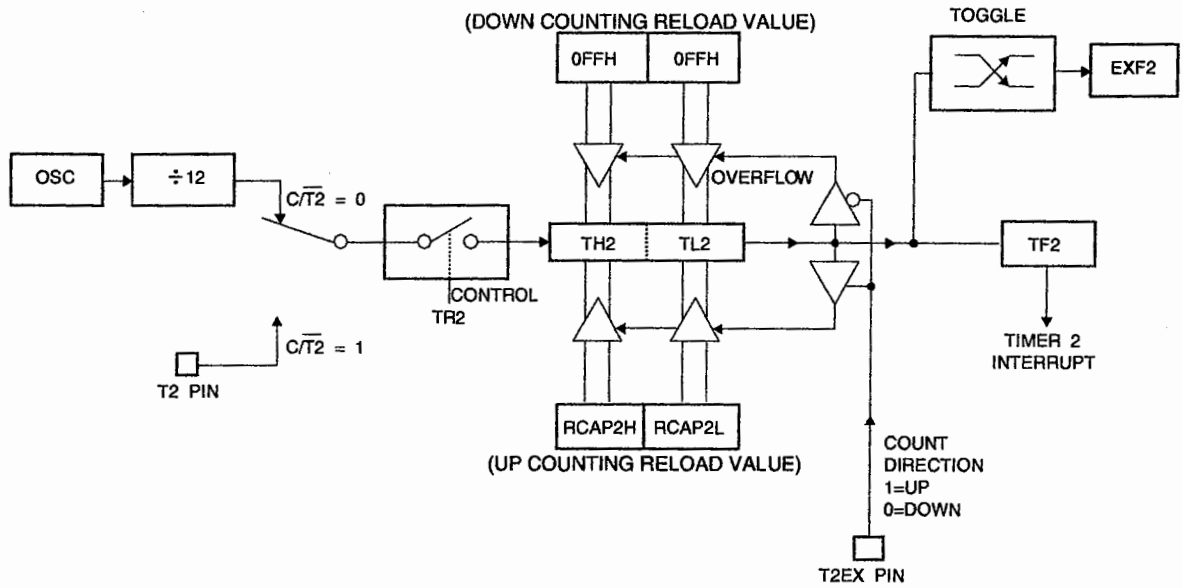 (DOWN COUNTING RELOAD VALUE)
TOGGLE
0FFH
0FFH
EXF2
OSC
÷12
C/T2̅ = 0
OVERFLOW
TH2
TL2
TF2
CONTROL
TR2
C/T2̅ = 1
T2 PIN
TIMER 2
INTERRUPT
RCAP2H
RCAP2L
(UP COUNTING RELOAD VALUE)
COUNT
DIRECTION
1=UP
0=DOWN
T2EX PIN